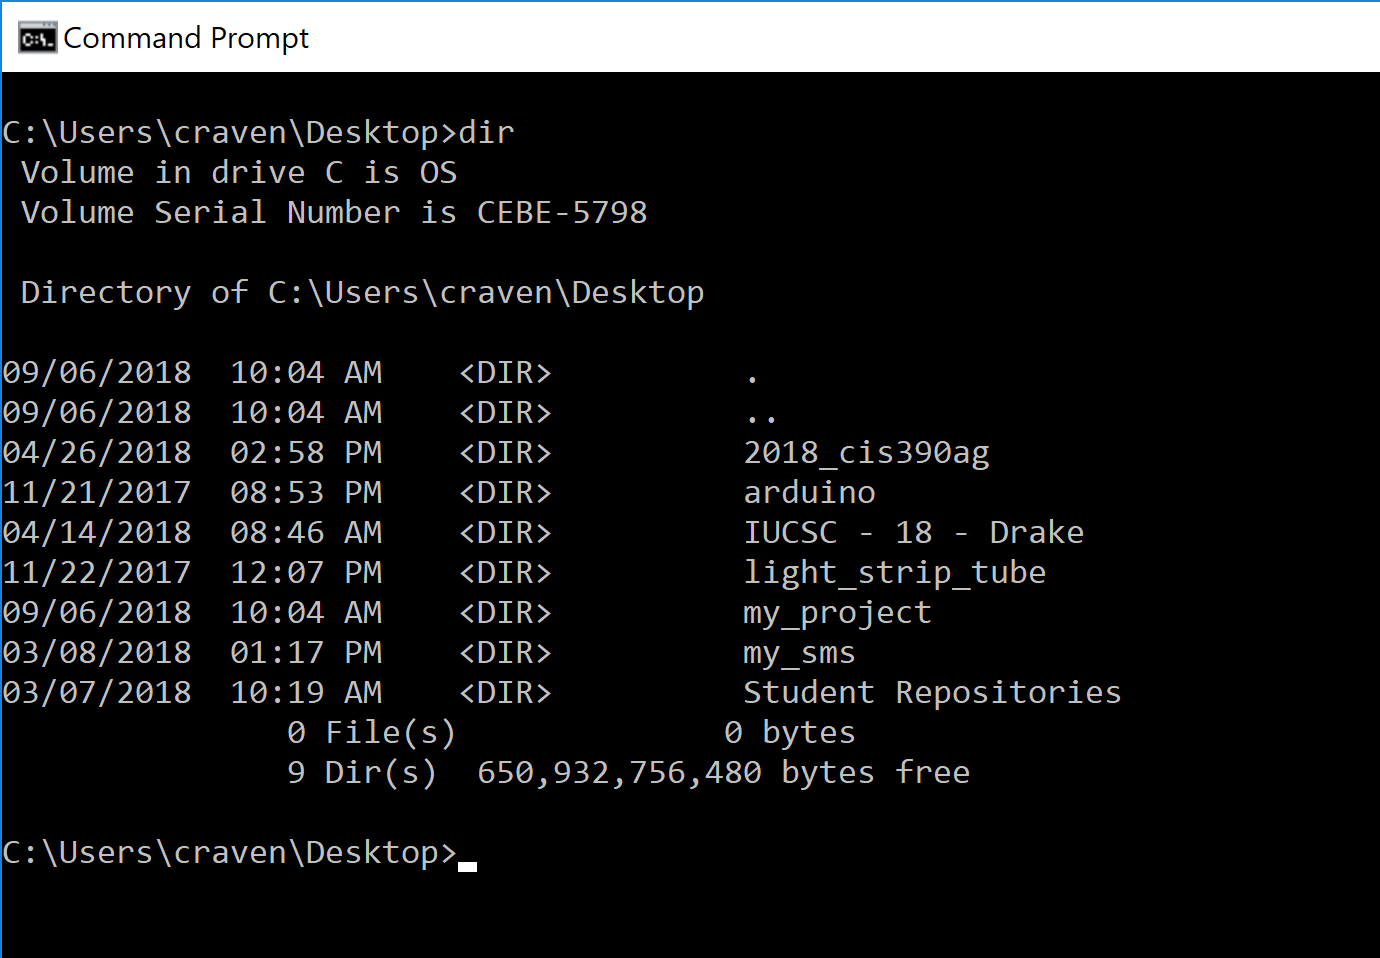 Command Prompt
C:\Users\craven\Desktop>dir
 Volume in drive C is OS
 Volume Serial Number is CEBE-5798
 Directory of C:\Users\craven\Desktop
09/06/2018  10:04 AM    <DIR>          .
09/06/2018  10:04 AM    <DIR>          ..
04/26/2018  02:58 PM    <DIR>          2018_cis390ag
11/21/2017  08:53 PM    <DIR>          arduino
04/14/2018  08:46 AM    <DIR>          IUCSC - 18 - Drake
11/22/2017  12:07 PM    <DIR>          light_strip_tube
09/06/2018  10:04 AM    <DIR>          my_project
03/08/2018  01:17 PM    <DIR>          my_sms
03/07/2018  10:19 AM    <DIR>          Student Repositories
               0 File(s)              0 bytes
               9 Dir(s)  650,932,756,480 bytes free
C:\Users\craven\Desktop>